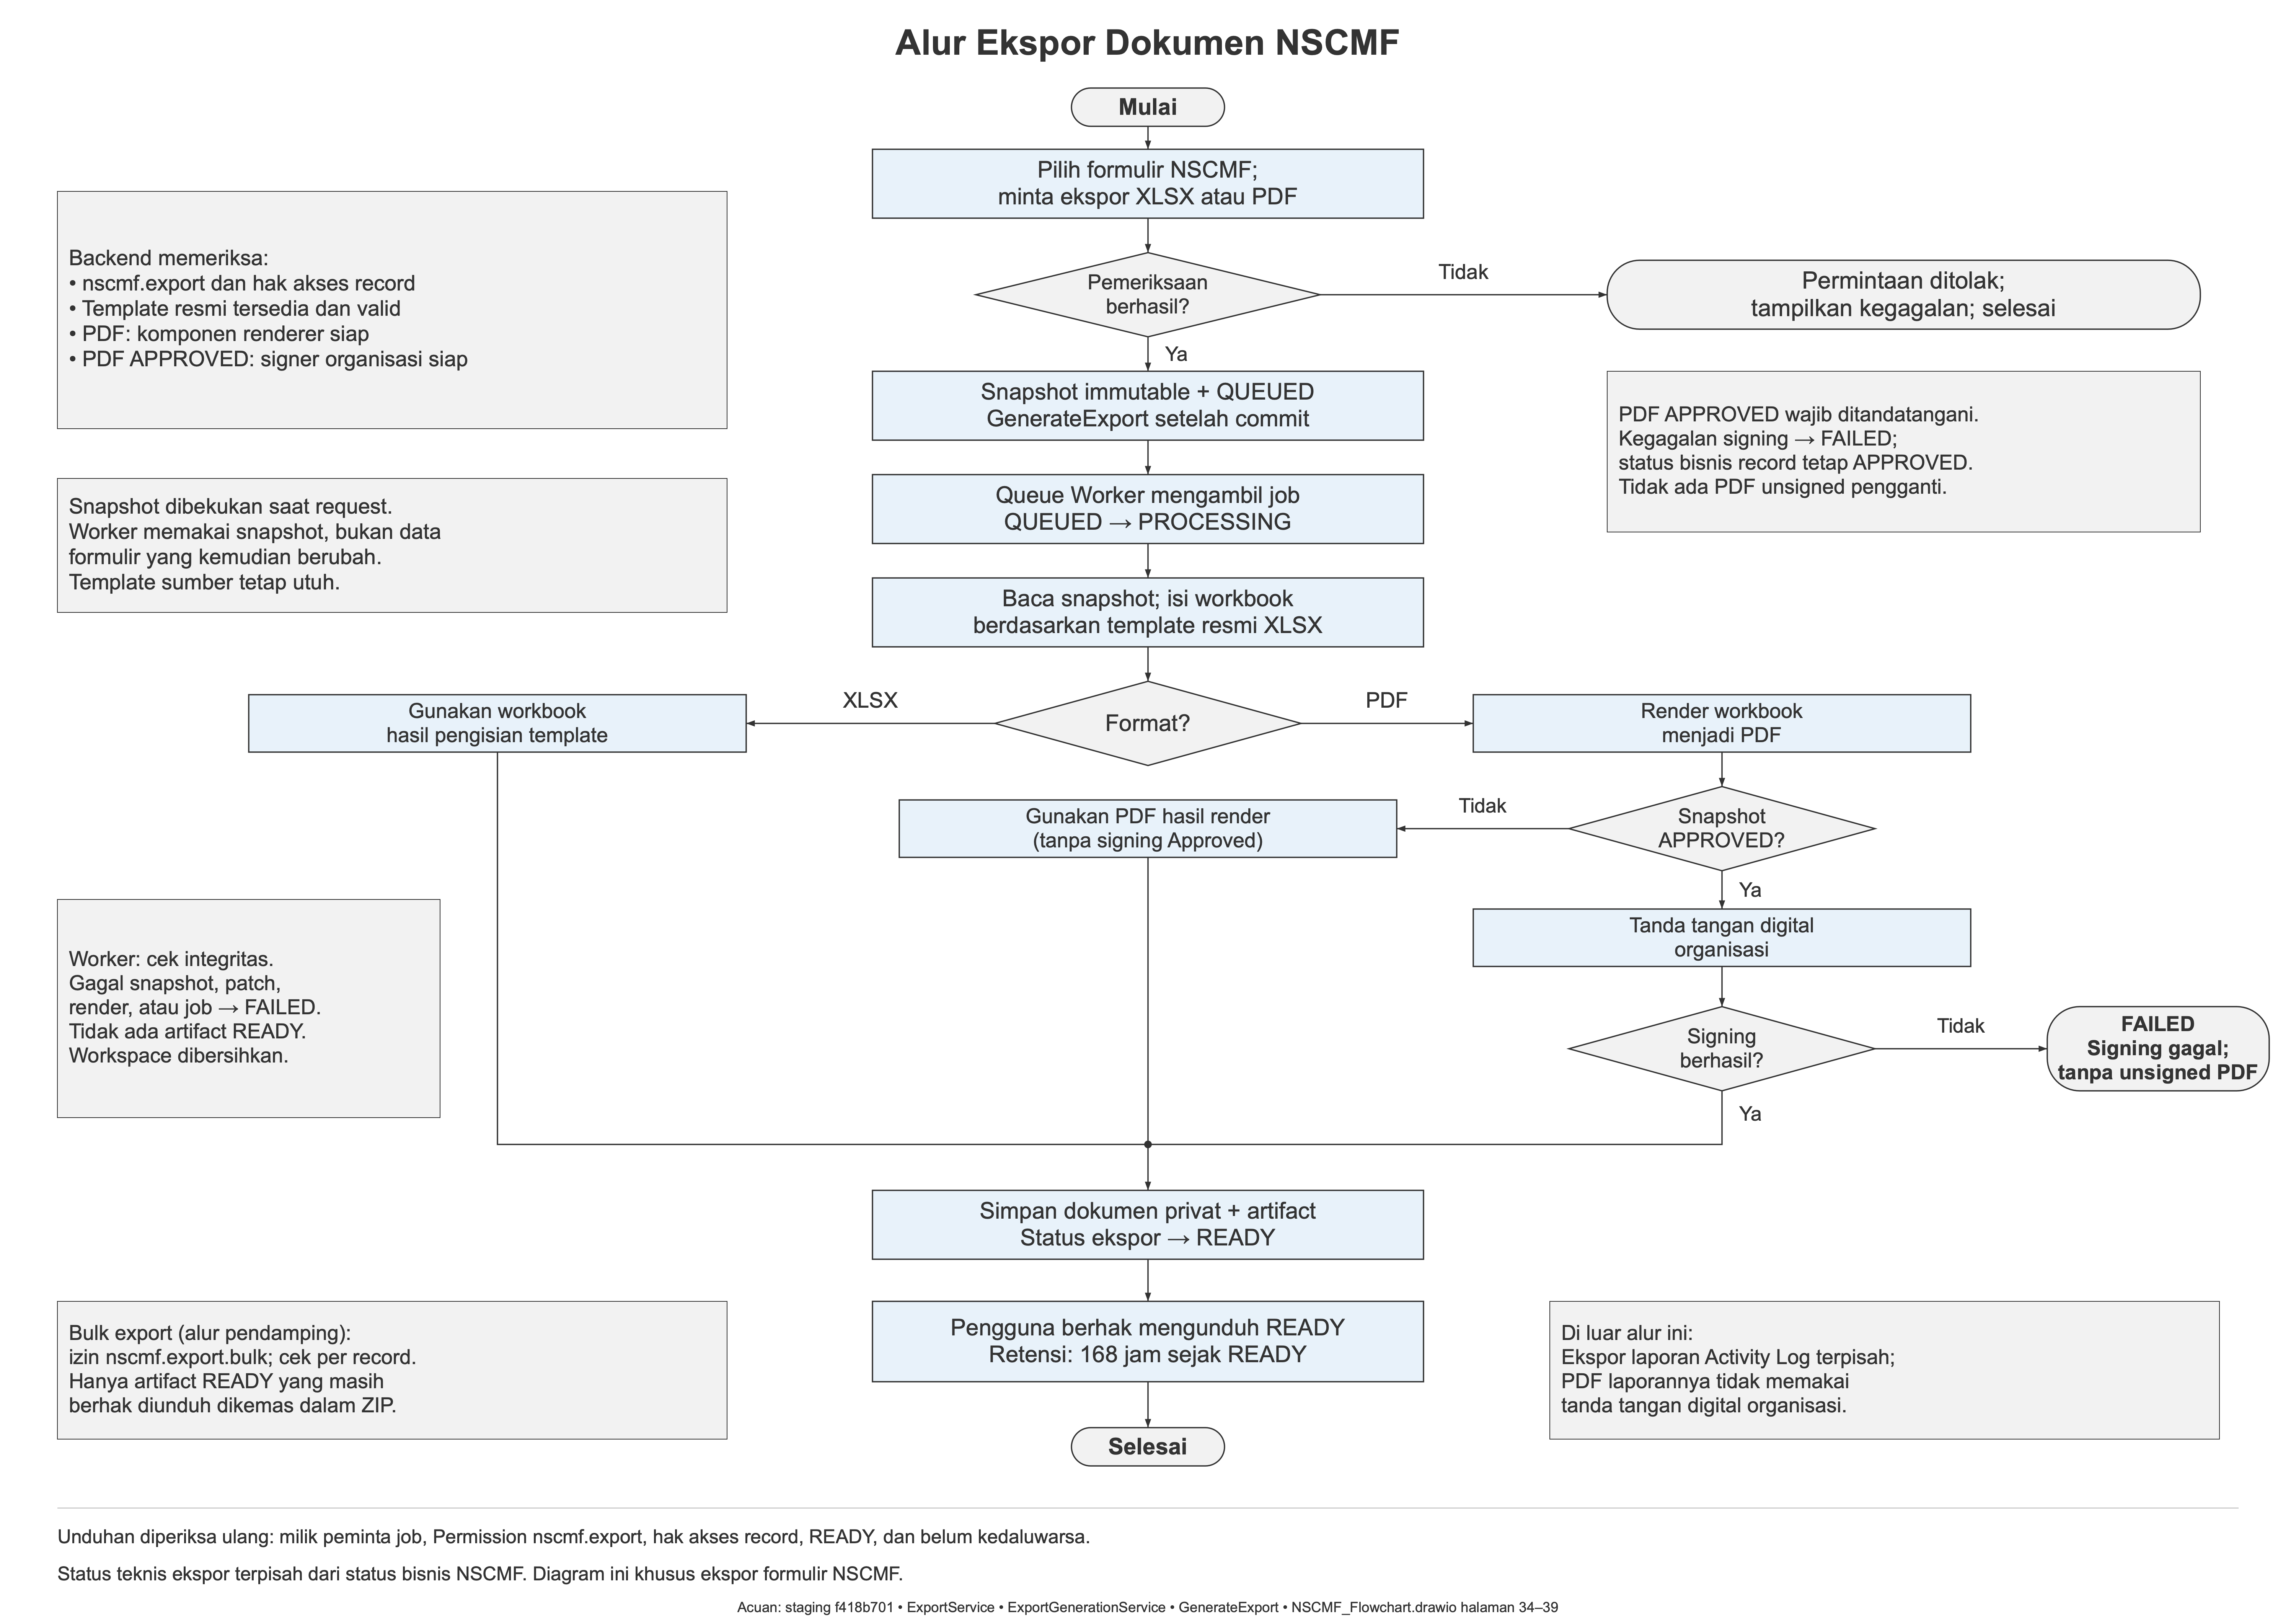 Alur Ekspor Dokumen NSCMF
Mulai
Pilih formulir NSCMF;
minta ekspor XLSX atau PDF
Backend memeriksa:
• nscmf.export dan hak akses record
• Template resmi tersedia dan valid
• PDF: komponen renderer siap
• PDF APPROVED: signer organisasi siap
Pemeriksaan
berhasil?
Tidak
Permintaan ditolak;
tampilkan kegagalan; selesai
Ya
Snapshot immutable + QUEUED
GenerateExport setelah commit
PDF APPROVED wajib ditandatangani.
Kegagalan signing → FAILED;
status bisnis record tetap APPROVED.
Tidak ada PDF unsigned pengganti.
Snapshot dibekukan saat request.
Worker memakai snapshot, bukan data
formulir yang kemudian berubah.
Template sumber tetap utuh.
Queue Worker mengambil job
QUEUED → PROCESSING
Baca snapshot; isi workbook
berdasarkan template resmi XLSX
Format?
XLSX
Gunakan workbook
hasil pengisian template
PDF
Render workbook
menjadi PDF
Snapshot
APPROVED?
Tidak
Gunakan PDF hasil render
(tanpa signing Approved)
Ya
Tanda tangan digital
organisasi
Worker: cek integritas.
Gagal snapshot, patch,
render, atau job → FAILED.
Tidak ada artifact READY.
Workspace dibersihkan.
Signing
berhasil?
Tidak
FAILED
Signing gagal;
tanpa unsigned PDF
Ya
Simpan dokumen privat + artifact
Status ekspor → READY
Bulk export (alur pendamping):
izin nscmf.export.bulk; cek per record.
Hanya artifact READY yang masih
berhak diunduh dikemas dalam ZIP.
Pengguna berhak mengunduh READY
Retensi: 168 jam sejak READY
Di luar alur ini:
Ekspor laporan Activity Log terpisah;
PDF laporannya tidak memakai
tanda tangan digital organisasi.
Selesai
Unduhan diperiksa ulang: milik peminta job, Permission nscmf.export, hak akses record, READY, dan belum kedaluwarsa.
Status teknis ekspor terpisah dari status bisnis NSCMF. Diagram ini khusus ekspor formulir NSCMF.
Acuan: staging f418b701 • ExportService • ExportGenerationService • GenerateExport • NSCMF_Flowchart.drawio halaman 34–39